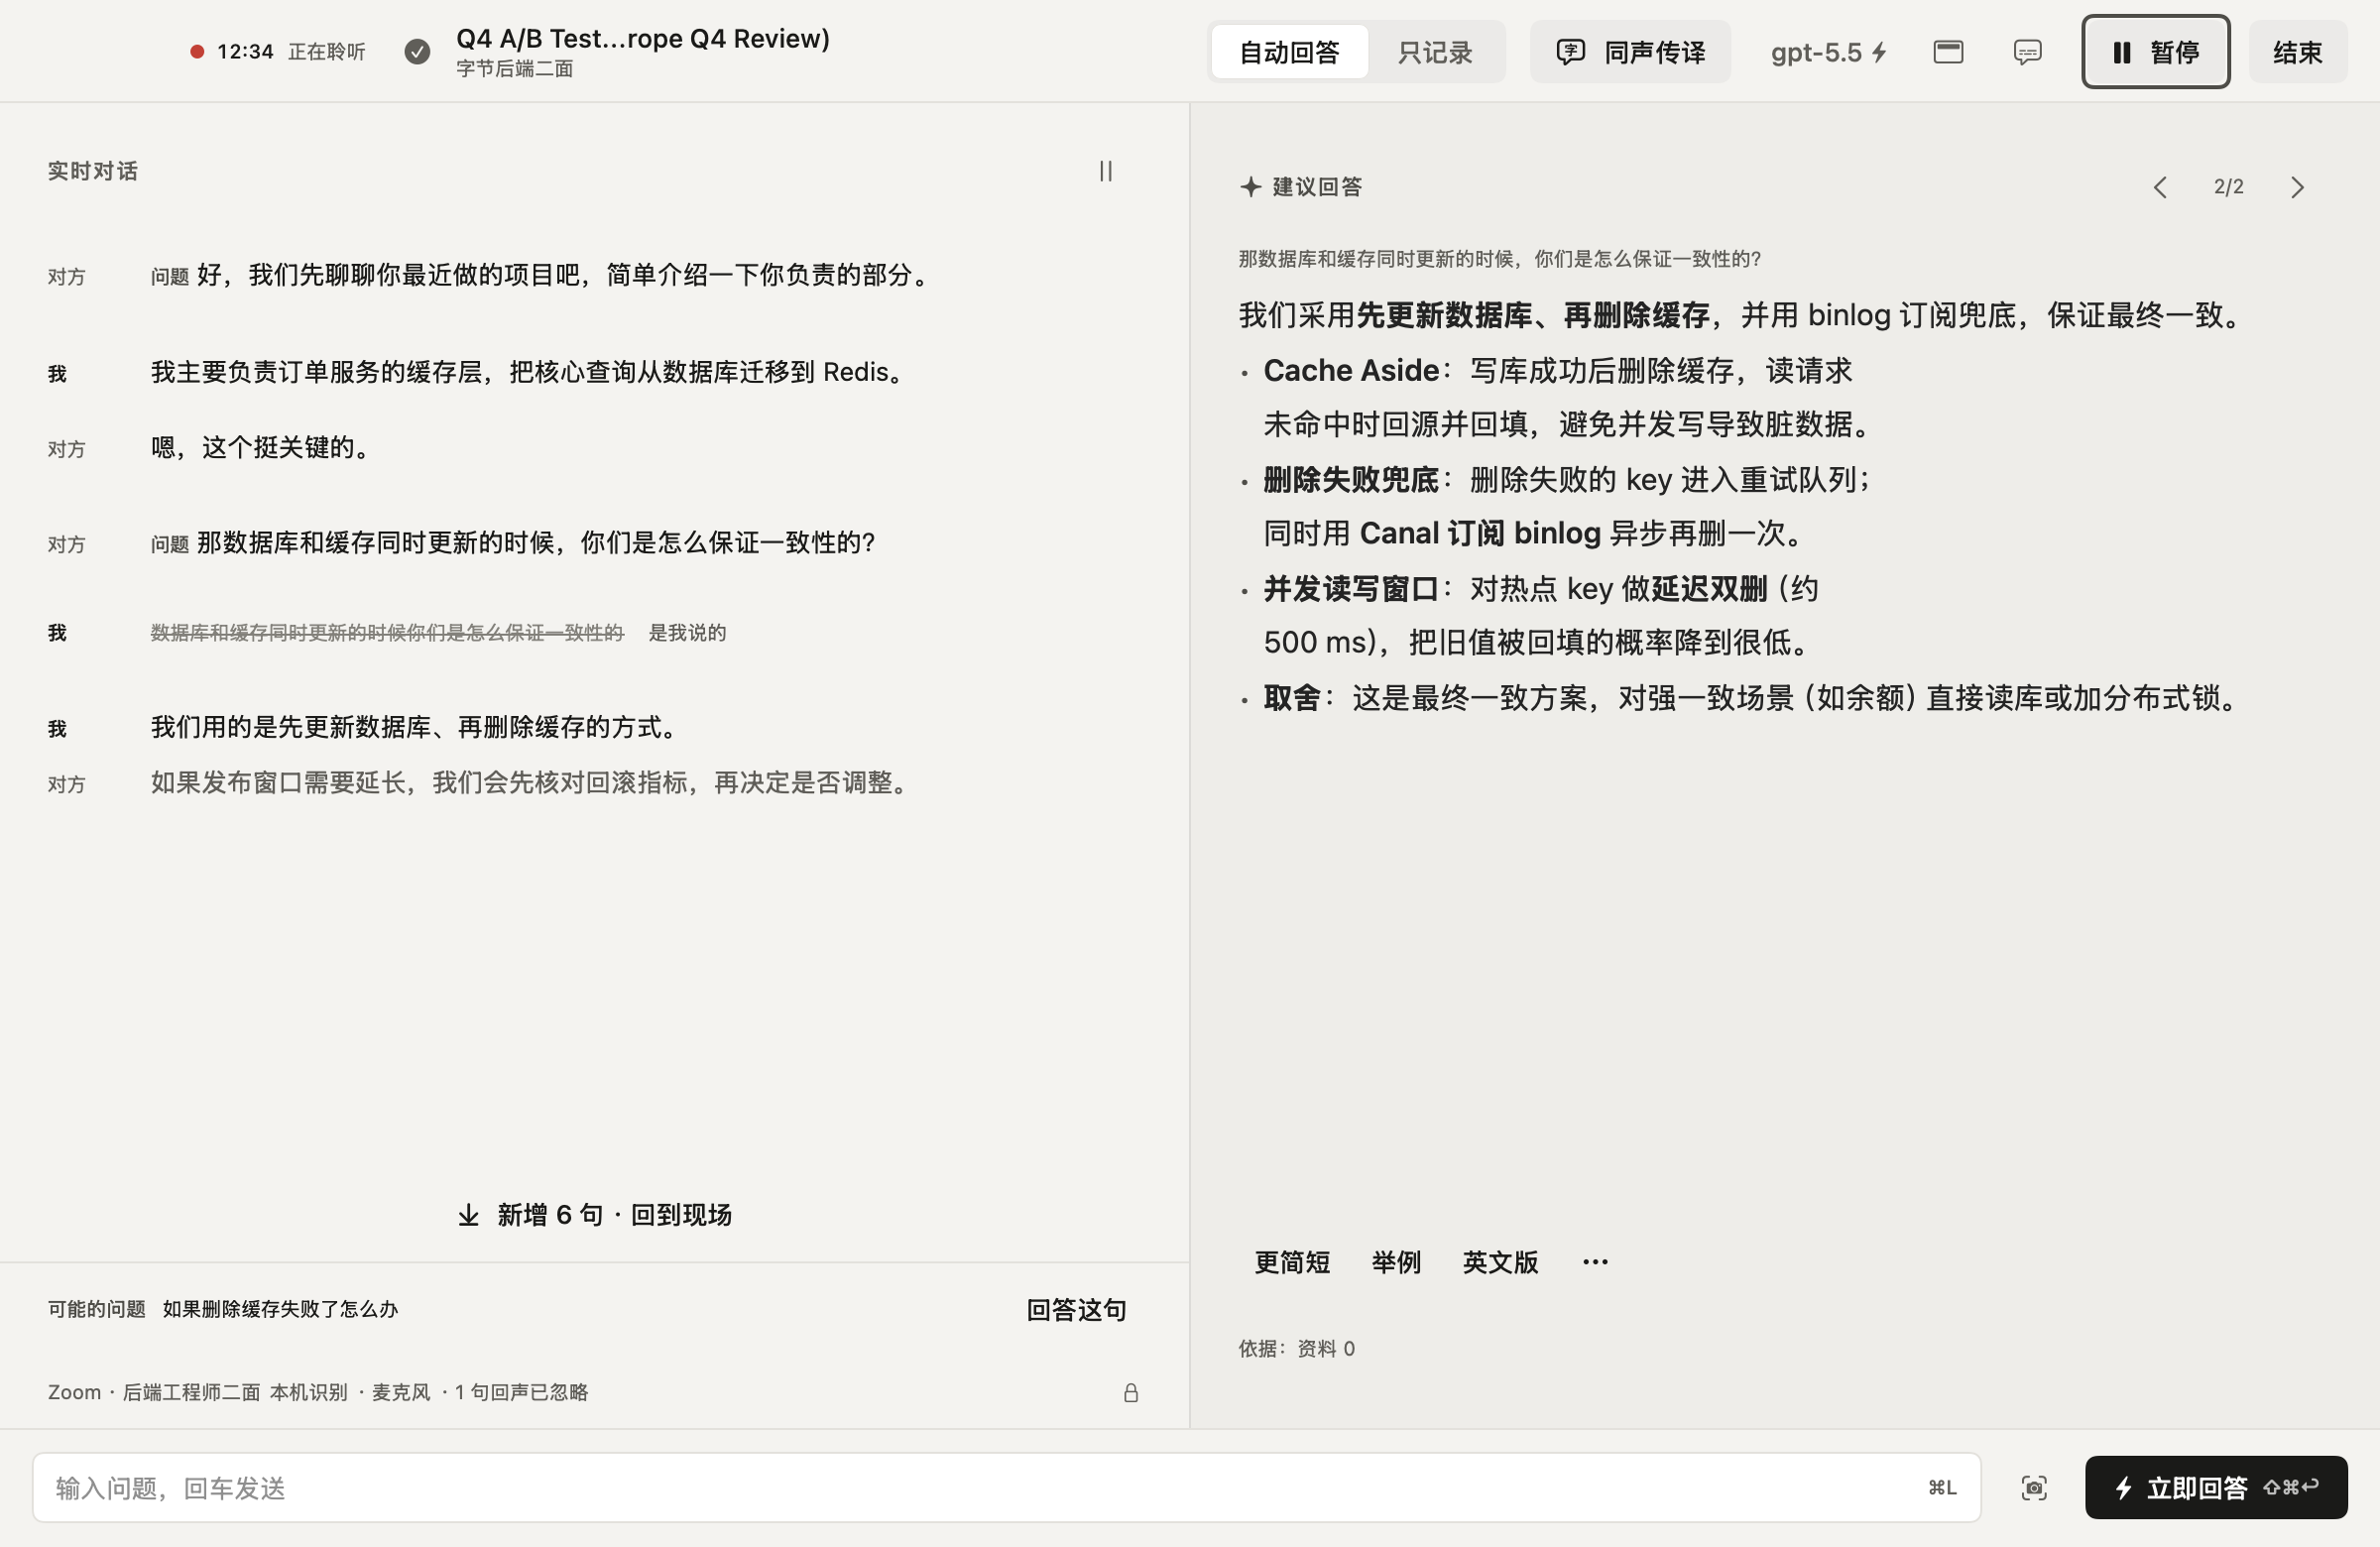 12:34 正在聆听
Q4 A/B Test...rope Q4 Review)
字节后端二面
自动回答 只记录
字 同声传译
gpt-5.5
暂停
结束
实时对话
对方 问题 好，我们先聊聊你最近做的项目吧，简单介绍一下你负责的部分。
我 我主要负责订单服务的缓存层，把核心查询从数据库迁移到 Redis。
对方 嗯，这个挺关键的。
对方 问题 那数据库和缓存同时更新的时候，你们是怎么保证一致性的？
我 数据库和缓存同时更新的时候你们是怎么保证一致性的 是我说的
我 我们用的是先更新数据库、再删除缓存的方式。
对方 如果发布窗口需要延长，我们会先核对回滚指标，再决定是否调整。
新增 6 句 · 回到现场
可能的问题 如果删除缓存失败了怎么办 回答这句
Zoom · 后端工程师二面 本机识别 · 麦克风 · 1 句回声已忽略
建议回答 2/2
那数据库和缓存同时更新的时候，你们是怎么保证一致性的？
我们采用先更新数据库、再删除缓存，并用 binlog 订阅兜底，保证最终一致。
• Cache Aside：写库成功后删除缓存，读请求
未命中时回源并回填，避免并发写导致脏数据。
• 删除失败兜底：删除失败的 key 进入重试队列；
同时用 Canal 订阅 binlog 异步再删一次。
• 并发读写窗口：对热点 key 做延迟双删（约
500 ms），把旧值被回填的概率降到很低。
• 取舍：这是最终一致方案，对强一致场景（如余额）直接读库或加分布式锁。
更简短 举例 英文版 ···
依据：资料 0
输入问题，回车发送 ⌘L
立即回答 ⇧⌘↩